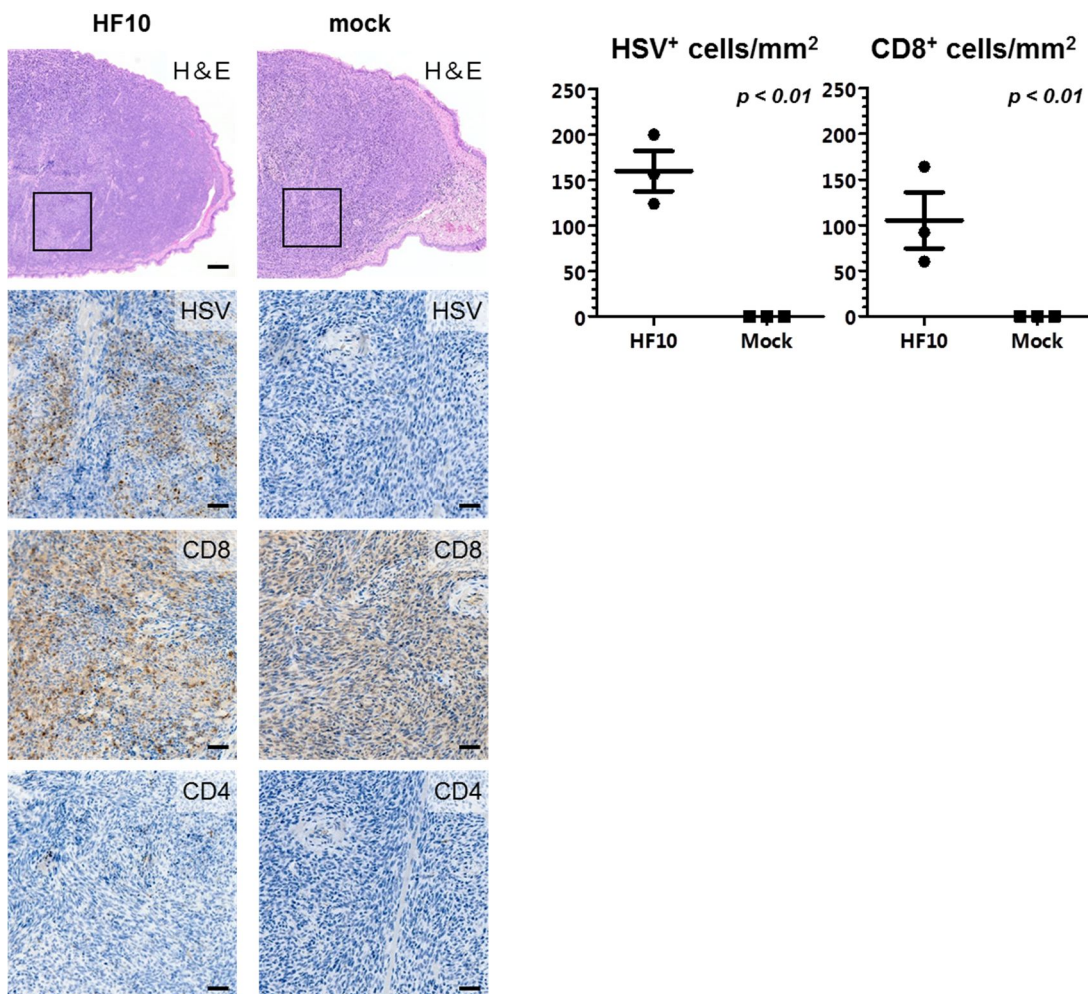 HF10 mock
H&E H&E
HSV HSV
CD8 CD8
CD4 CD4
HSV+ cells/mm2 CD8+ cells/mm2
p < 0.01 p < 0.01
250 250
200 200
150 150
100 100
50 50
0 0
HF10 Mock HF10 Mock